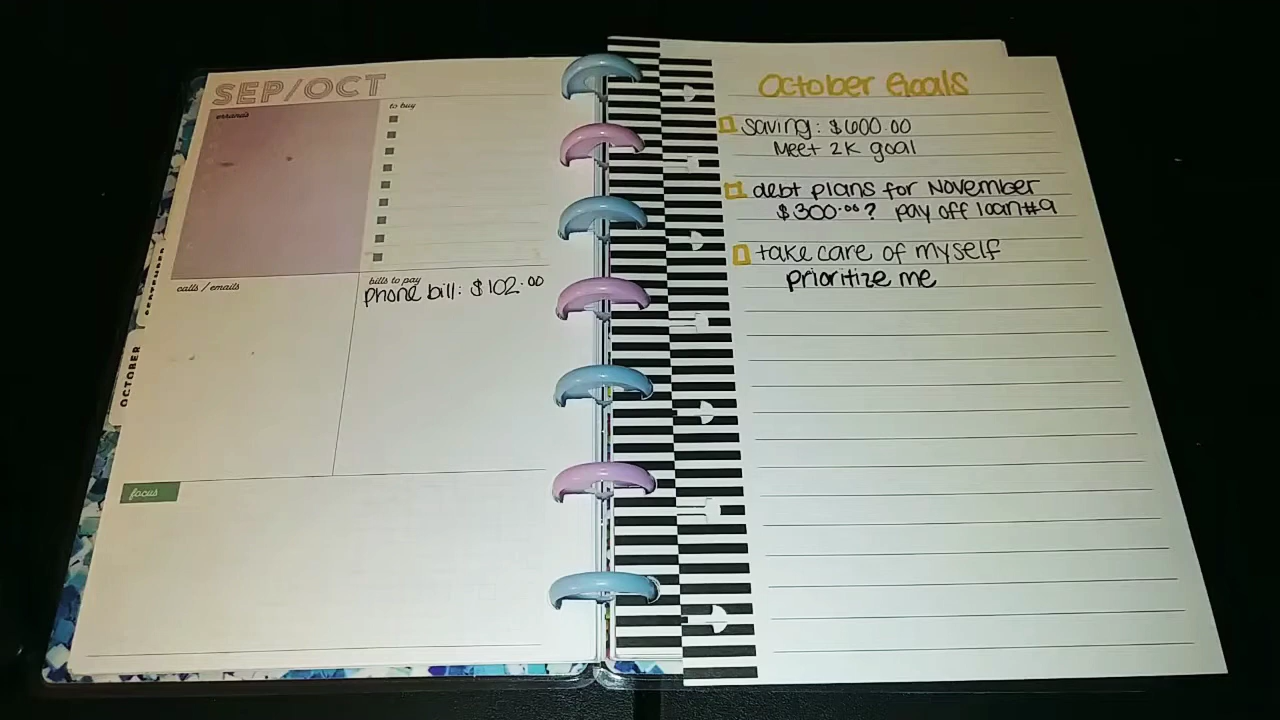 SEP/OCT
errands
to buy
calls / emails
bills to pay
phone bill: $102.00
focus
SEPTEMBER
OCTOBER
October Goals
saving: $600.00
Meet 2K goal
debt plans for November
$300.00? pay off loan#9
take care of myself
prioritize me